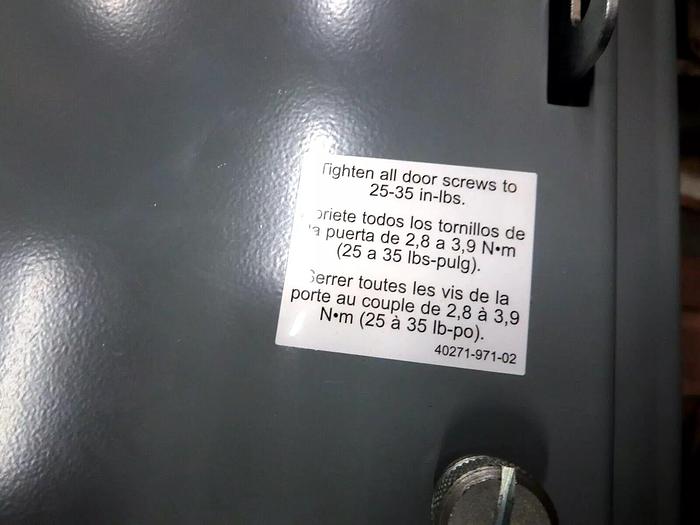 Tighten all door screws to
25-35 in-lbs.
priete todos los tornillos de
la puerta de 2,8 a 3,9 N•m
(25 a 35 lbs-pulg).
Serrer toutes les vis de la
porte au couple de 2,8 à 3,9
N•m (25 à 35 lb-po).
40271-971-02